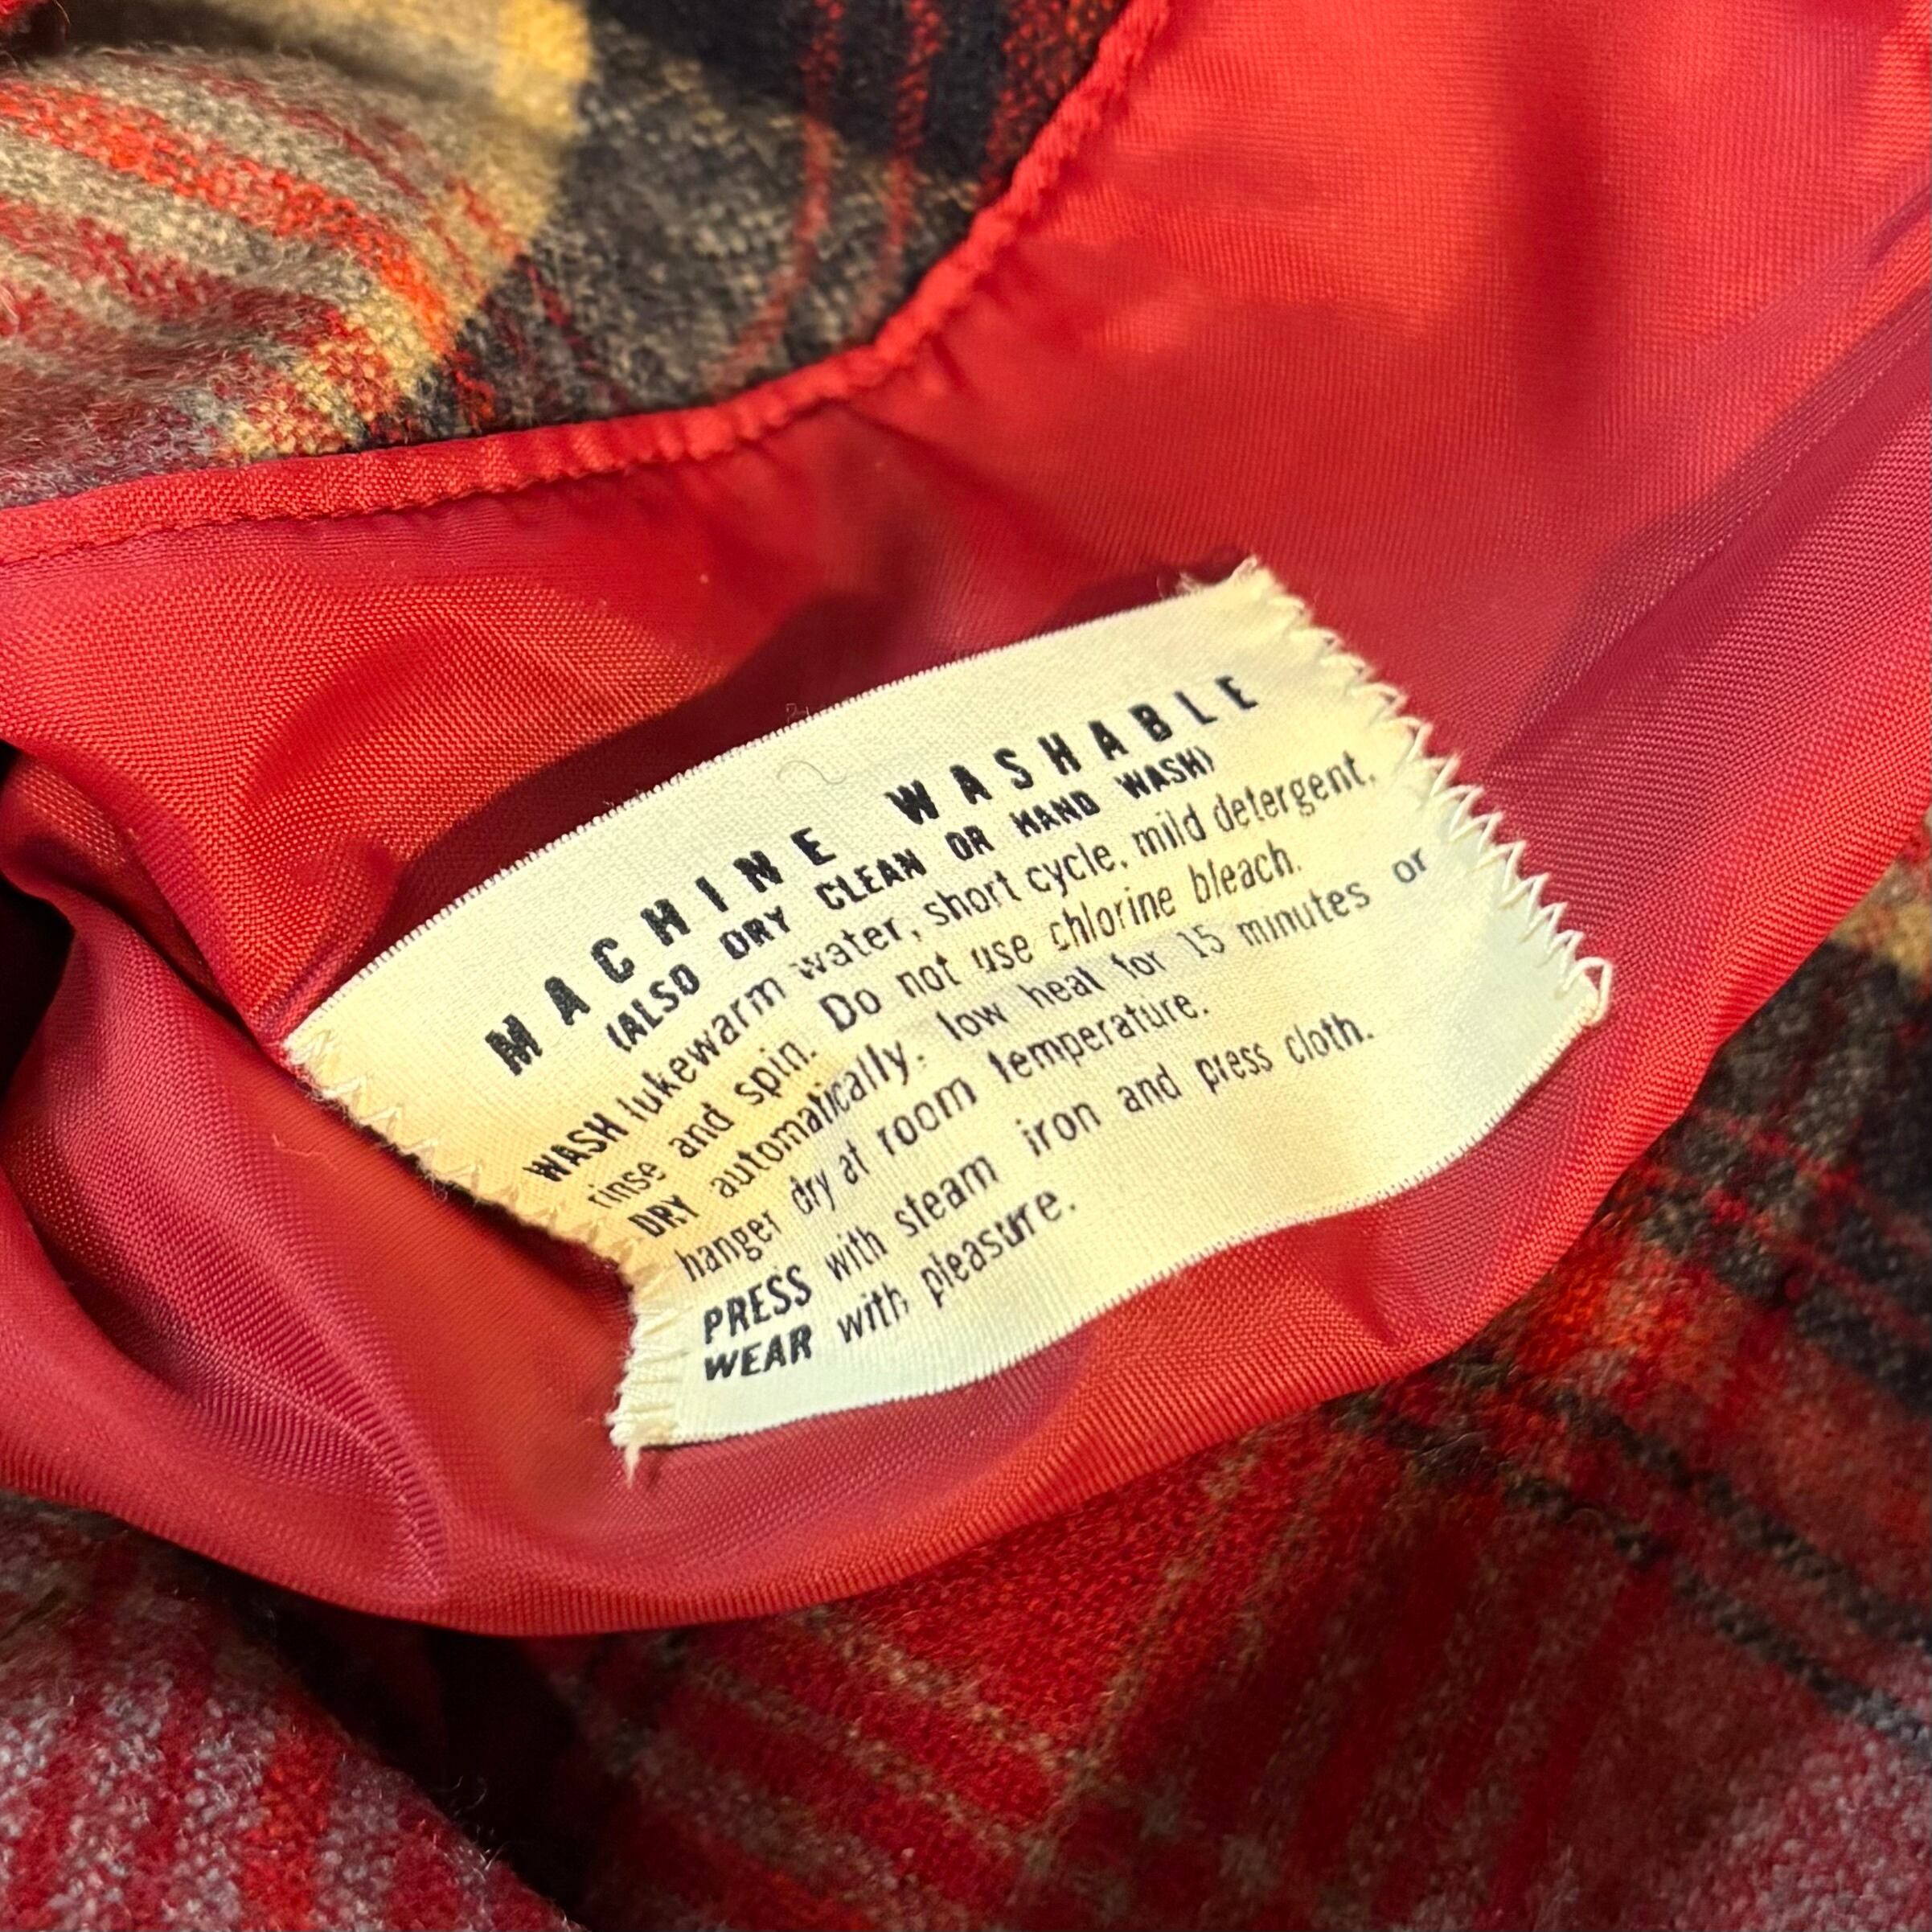 MACHINE WASHABLE
(ALSO DRY CLEAN OR HAND WASH)
WASH lukewarm water, short cycle, mild detergent,
rinse and spin. Do not use chlorine bleach.
DRY automatically: low heat for 15 minutes or
hanger dry at room temperature.
PRESS with steam iron and press cloth.
WEAR with pleasure.